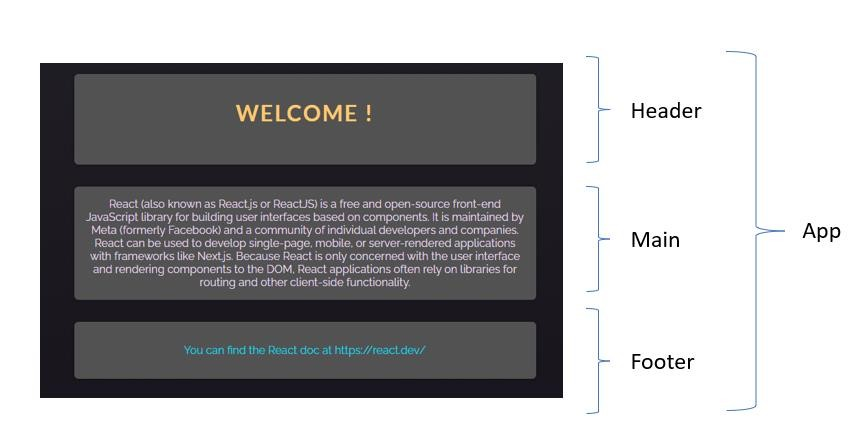 WELCOME !
Header
React (also known as React.js or ReactJS) is a free and open-source front-end
JavaScript library for building user interfaces based on components. It is maintained by
Meta (formerly Facebook) and a community of individual developers and companies.
React can be used to develop single-page, mobile, or server-rendered applications
with frameworks like Next.js. Because React is only concerned with the user interface
and rendering components to the DOM, React applications often rely on libraries for
routing and other client-side functionality.
Main
App
You can find the React doc at https://react.dev/
Footer